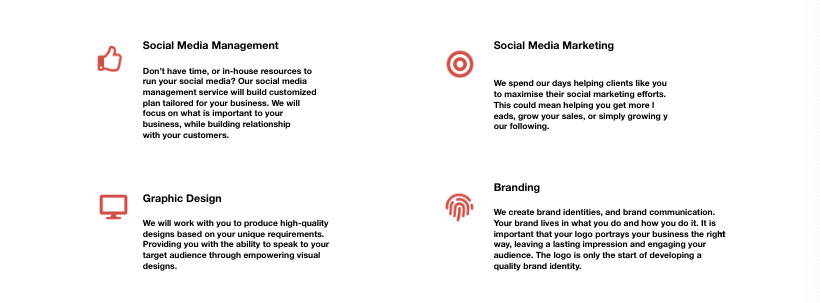 Social Media Management
Don't have time, or in-house resources to
run your social media? Our social media
management service will build customized
plan tailored for your business. We will
focus on what is important to your
business, while building relationship
with your customers.
Social Media Marketing
We spend our days helping clients like you
to maximise their social marketing efforts.
This could mean helping you get more l
eads, grow your sales, or simply growing y
our following.
Graphic Design
We will work with you to produce high-quality
designs based on your unique requirements.
Providing you with the ability to speak to your
target audience through empowering visual
designs.
Branding
We create brand identities, and brand communication.
Your brand lives in what you do and how you do it. It is
important that your logo portrays your business the right
way, leaving a lasting impression and engaging your
audience. The logo is only the start of developing a
quality brand identity.